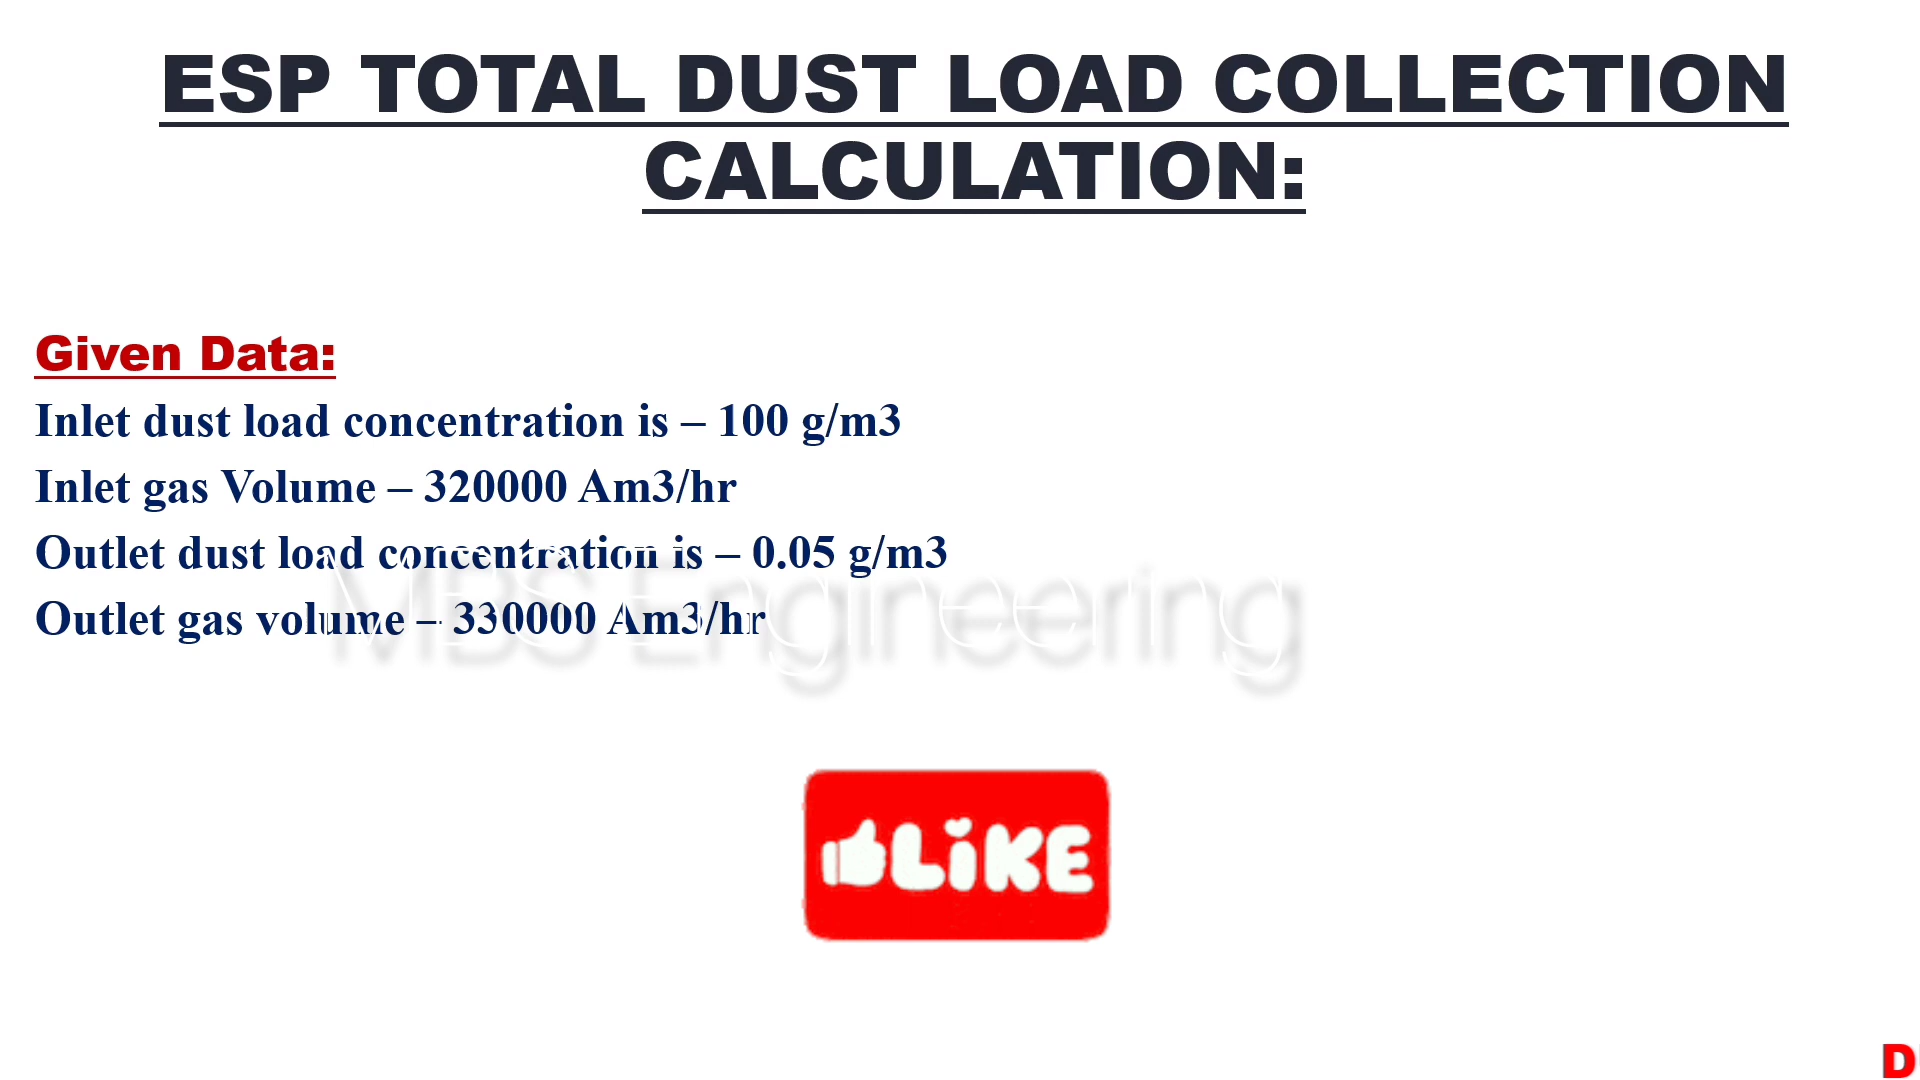 ESP TOTAL DUST LOAD COLLECTION
CALCULATION:
Given Data:
Inlet dust load concentration is – 100 g/m3
Inlet gas Volume – 320000 Am3/hr
Outlet dust load concentration is – 0.05 g/m3
Outlet gas volume – 330000 Am3/hr
MBS Engineering
LiKE
D